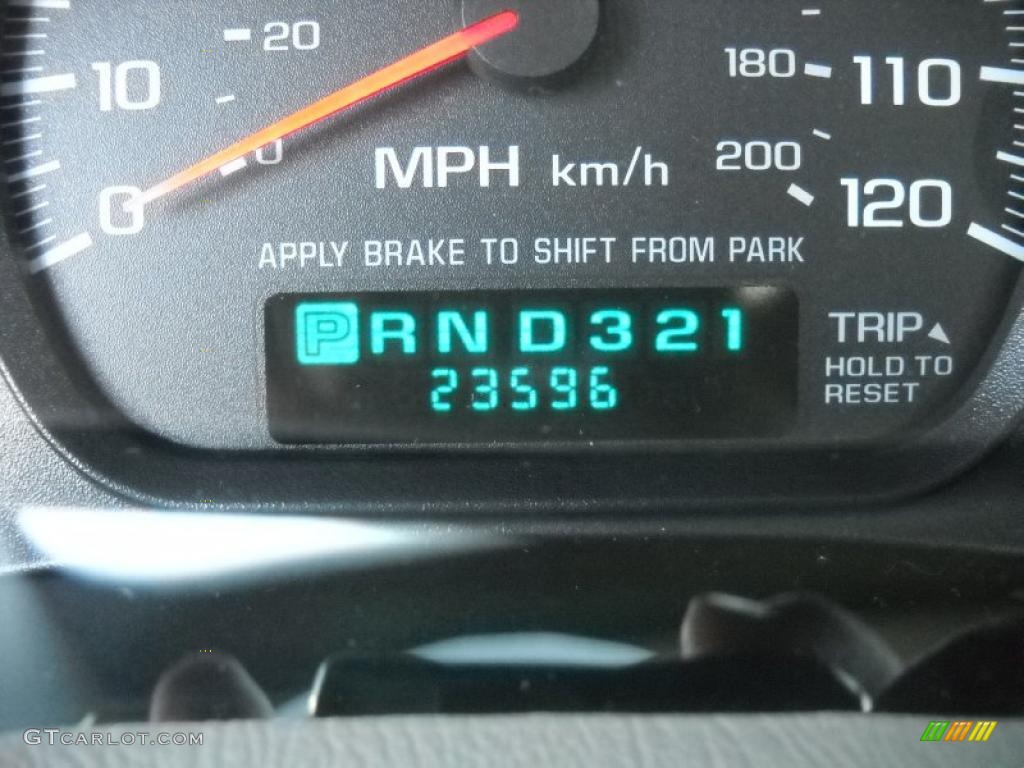 20
10
180
110
0
0
MPH km/h
200
120
APPLY BRAKE TO SHIFT FROM PARK
PRND321
TRIP
HOLD TO
RESET
23596
GTCARLOT.COM